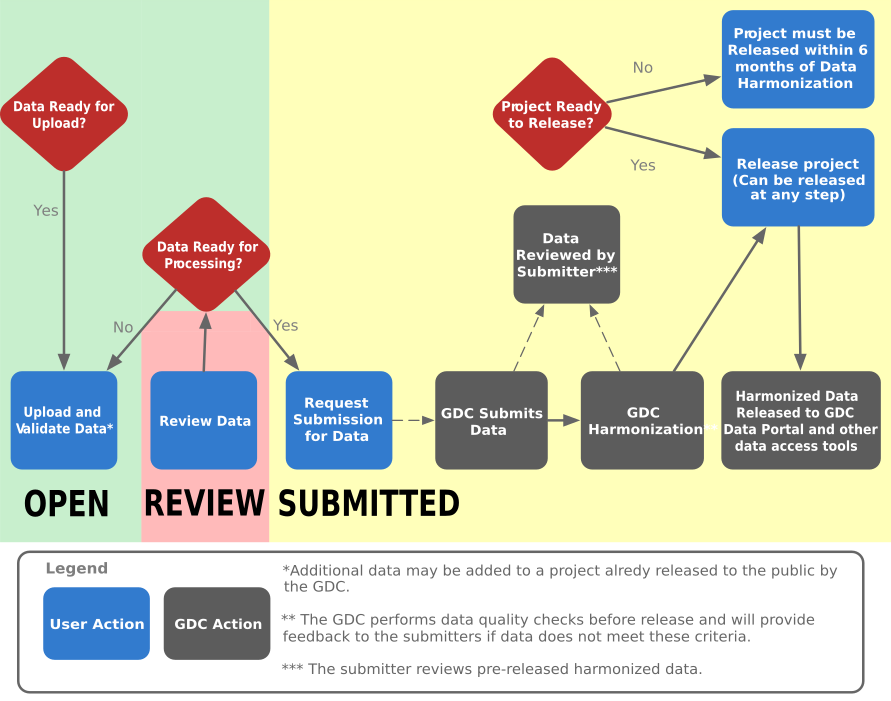 Data Ready for
Upload?
Yes
Data Ready for
Processing?
No
Yes
Project Ready
to Release?
No
Yes
Project must be
Released within 6
months of Data
Harmonization
Release project
(Can be released
at any step)
Data
Reviewed by
Submitter***
Upload and
Validate Data*
Review Data
Request
Submission
for Data
GDC Submits
Data
GDC
Harmonization**
Harmonized Data
Released to GDC
Data Portal and other
data access tools
OPEN
REVIEW
SUBMITTED
Legend
User Action
GDC Action
*Additional data may be added to a project alredy released to the public by
the GDC.
** The GDC performs data quality checks before release and will provide
feedback to the submitters if data does not meet these criteria.
*** The submitter reviews pre-released harmonized data.